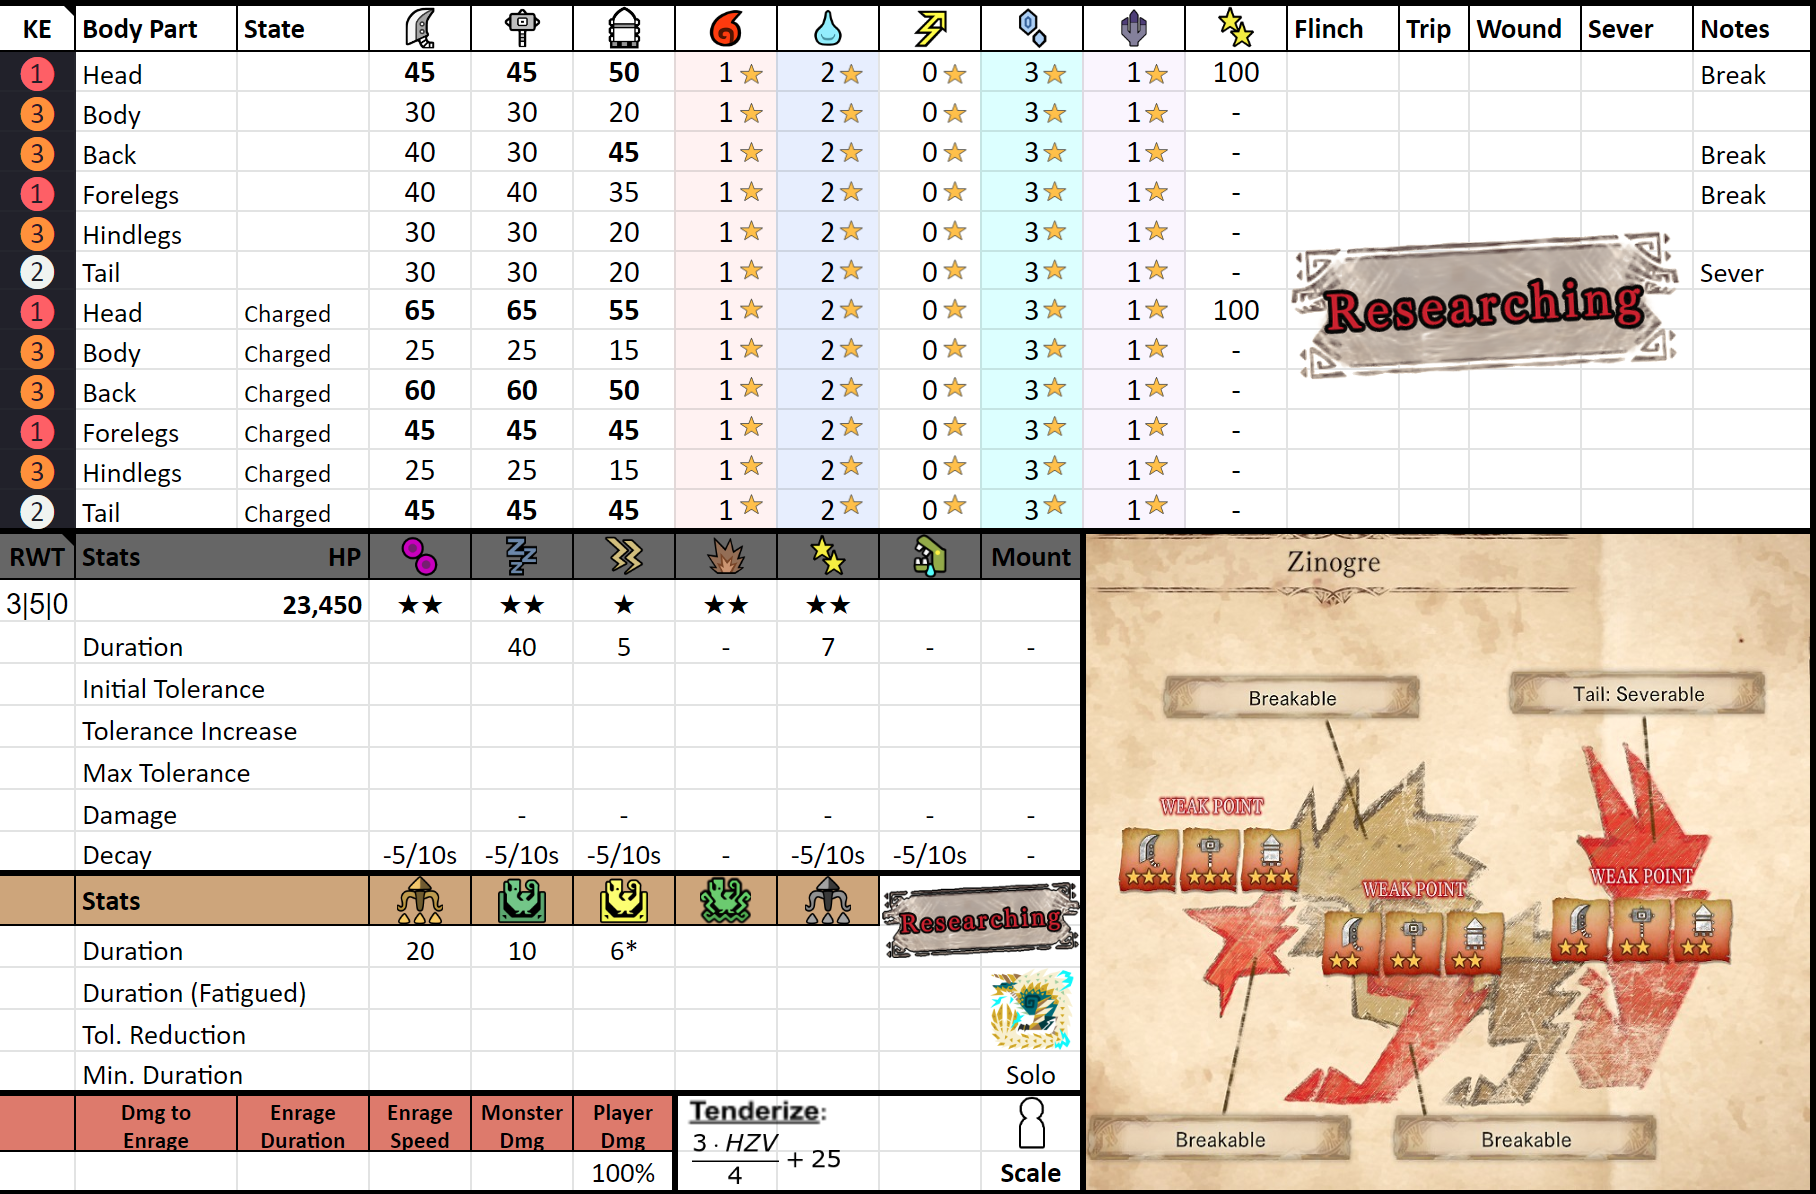 KE Body Part State Flinch Trip Wound Sever Notes
1 Head 45 45 50 1 2 0 3 1 100 Break
3 Body 30 30 20 1 2 0 3 1 -
3 Back 40 30 45 1 2 0 3 1 - Break
1 Forelegs 40 40 35 1 2 0 3 1 - Break
3 Hindlegs 30 30 20 1 2 0 3 1 -
2 Tail 30 30 20 1 2 0 3 1 - Sever
1 Head Charged 65 65 55 1 2 0 3 1 100
3 Body Charged 25 25 15 1 2 0 3 1 -
3 Back Charged 60 60 50 1 2 0 3 1 -
1 Forelegs Charged 45 45 45 1 2 0 3 1 -
3 Hindlegs Charged 25 25 15 1 2 0 3 1 -
2 Tail Charged 45 45 45 1 2 0 3 1 -
Researching
RWT Stats HP Mount
3|5|0 23,450 ★★ ★★ ★ ★★ ★★
Duration 40 5 - 7 - -
Initial Tolerance
Tolerance Increase
Max Tolerance
Damage - - - - -
Decay -5/10s -5/10s -5/10s - -5/10s -5/10s -
Stats
Researching
Duration 20 10 6*
Duration (Fatigued)
Tol. Reduction
Min. Duration Solo
Dmg to Enrage
Enrage Duration
Enrage Speed
Monster Dmg
Player Dmg
100%
Tenderize:
3 · HZV
4
+ 25
Scale
Zinogre
Breakable
Tail: Severable
WEAK POINT
WEAK POINT
WEAK POINT
Breakable
Breakable